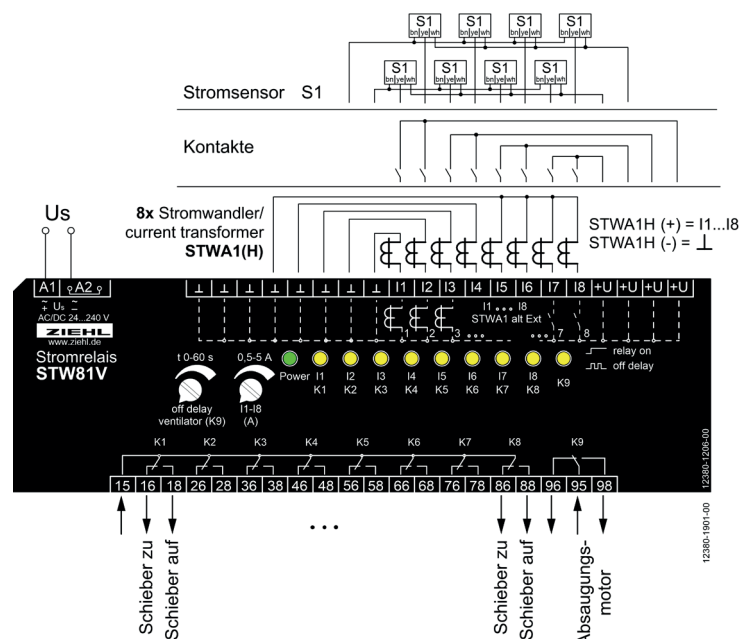 S1 S1 S1 S1
bn ye wh bn ye wh bn ye wh bn ye wh
S1 S1 S1 S1
bn ye wh bn ye wh bn ye wh bn ye wh
Stromsensor S1
Kontakte
Us
8x Stromwandler/
current transformer
STWA1(H)
STWA1H (+) = I1...I8
STWA1H (-) = ⊥
A1 A2 ⊥ ⊥ ⊥ ⊥ ⊥ ⊥ ⊥ ⊥ I1 I2 I3 I4 I5 I6 I7 I8 +U +U +U +U
~ Us ~
+ −
AC/DC 24...240 V
ZIEHL
www.ziehl.de
Stromrelais
STW81V
I1 ... I8
STWA1 alt Ext
1 2 3 ... ... 7 8
t 0-60 s
0,5-5 A
off delay
ventilator (K9)
I1-I8
(A)
Power I1 I2 I3 I4 I5 I6 I7 I8
K1 K2 K3 K4 K5 K6 K7 K8 K9
relay on
off delay
K1 K2 K3 K4 K5 K6 K7 K8 K9
15 16 18 26 28 36 38 46 48 56 58 66 68 76 78 86 88 96 95 98
12380-1206-00
12380-1901-00
Schieber zu
Schieber auf
...
Schieber zu
Schieber auf
Absaugungs-
motor